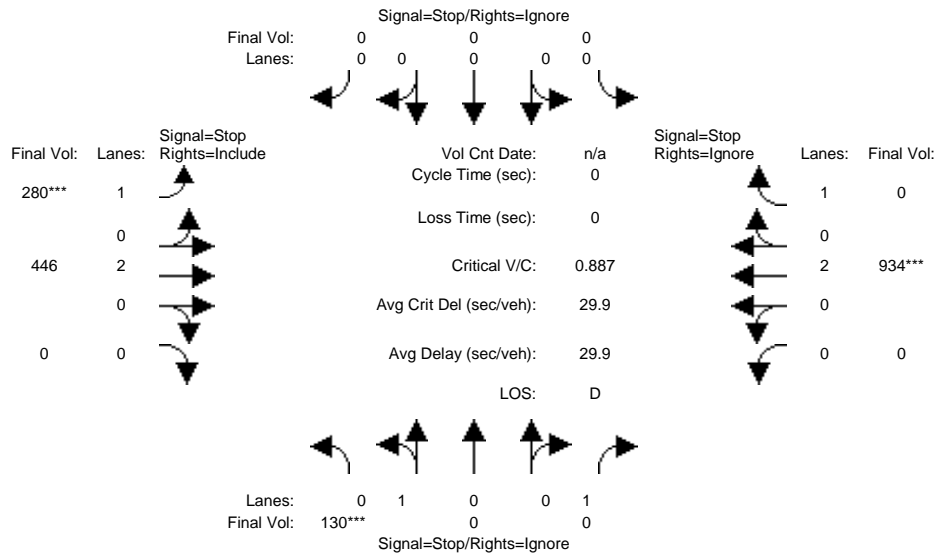 Signal=Stop/Rights=Ignore
Final Vol: 0 0 0
Lanes: 0 0 0 0 0
Signal=Stop
Final Vol: Lanes: Rights=Include
Vol Cnt Date: n/a
Signal=Stop
Rights=Ignore Lanes: Final Vol:
Cycle Time (sec): 0
280*** 1
1 0
Loss Time (sec): 0
0
0
446 2
Critical V/C: 0.887
2 934***
0
Avg Crit Del (sec/veh): 29.9
0
0 0
Avg Delay (sec/veh): 29.9
0 0
LOS: D
Lanes: 0 1 0 0 1
Final Vol: 130*** 0 0
Signal=Stop/Rights=Ignore